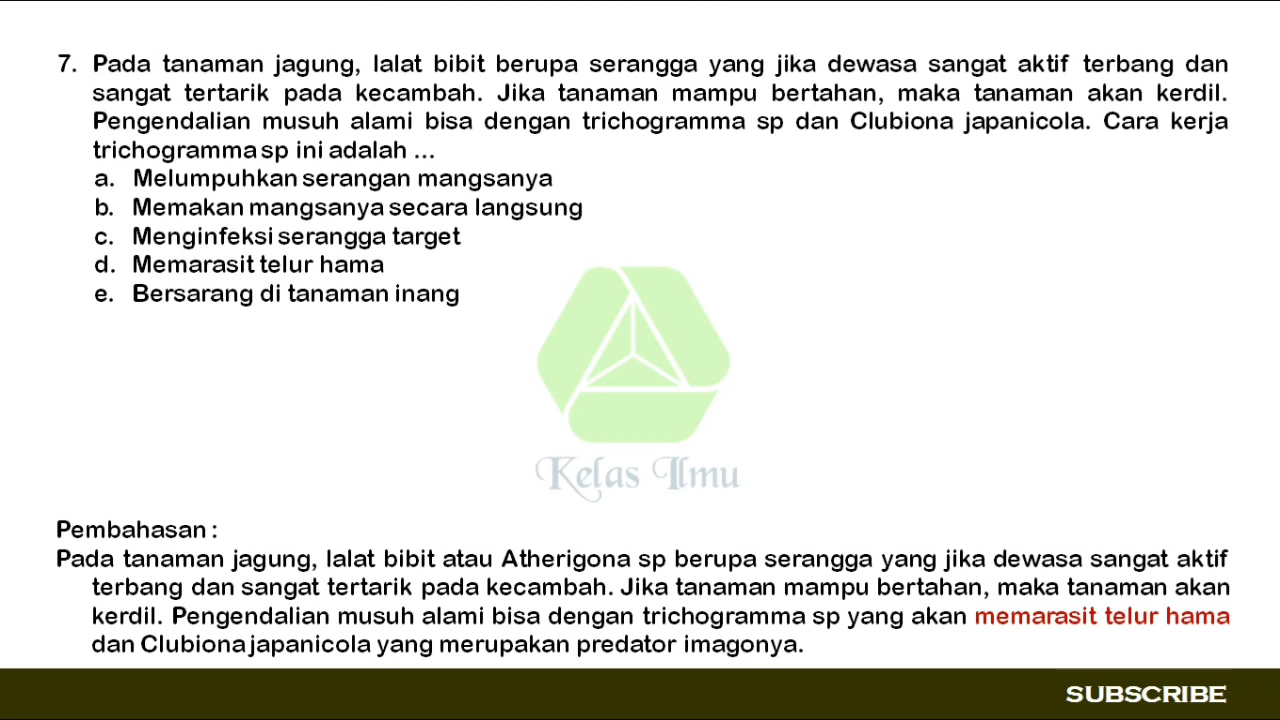 7. Pada tanaman jagung, lalat bibit berupa serangga yang jika dewasa sangat aktif terbang dan
sangat tertarik pada kecambah. Jika tanaman mampu bertahan, maka tanaman akan kerdil.
Pengendalian musuh alami bisa dengan trichogramma sp dan Clubiona japanicola. Cara kerja
trichogramma sp ini adalah ...
a. Melumpuhkan serangan mangsanya
b. Memakan mangsanya secara langsung
c. Menginfeksi serangga target
d. Memarasit telur hama
e. Bersarang di tanaman inang
Kelas Ilmu
Pembahasan :
Pada tanaman jagung, lalat bibit atau Atherigona sp berupa serangga yang jika dewasa sangat aktif
terbang dan sangat tertarik pada kecambah. Jika tanaman mampu bertahan, maka tanaman akan
kerdil. Pengendalian musuh alami bisa dengan trichogramma sp yang akan memarasit telur hama
dan Clubiona japanicola yang merupakan predator imagonya.
SUBSCRIBE